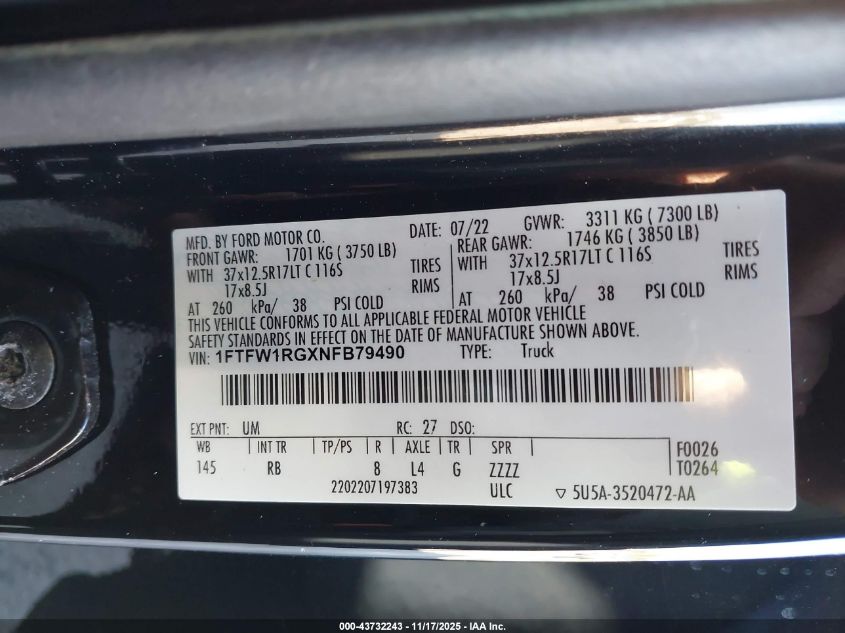 MFD. BY FORD MOTOR CO.
DATE: 07/22 GVWR: 3311 KG ( 7300 LB)
FRONT GAWR: 1701 KG ( 3750 LB)
REAR GAWR: 1746 KG ( 3850 LB)
WITH 37x12.5R17LT C 116S TIRES
WITH 37x12.5R17LT C 116S TIRES
17x8.5J RIMS
17x8.5J RIMS
AT 260 kPa/ 38 PSI COLD
AT 260 kPa/ 38 PSI COLD
THIS VEHICLE CONFORMS TO ALL APPLICABLE FEDERAL MOTOR VEHICLE
SAFETY STANDARDS IN EFFECT ON THE DATE OF MANUFACTURE SHOWN ABOVE.
VIN: 1FTFW1RGXNFB79490 TYPE: Truck
EXT PNT: UM RC: 27 DSO:
WB INT TR TP/PS R AXLE TR SPR F0026
145 RB 8 L4 G ZZZZ T0264
2202207197383 ULC ▽ 5U5A-3520472-AA
000-43732243 - 11/17/2025 - IAA Inc.